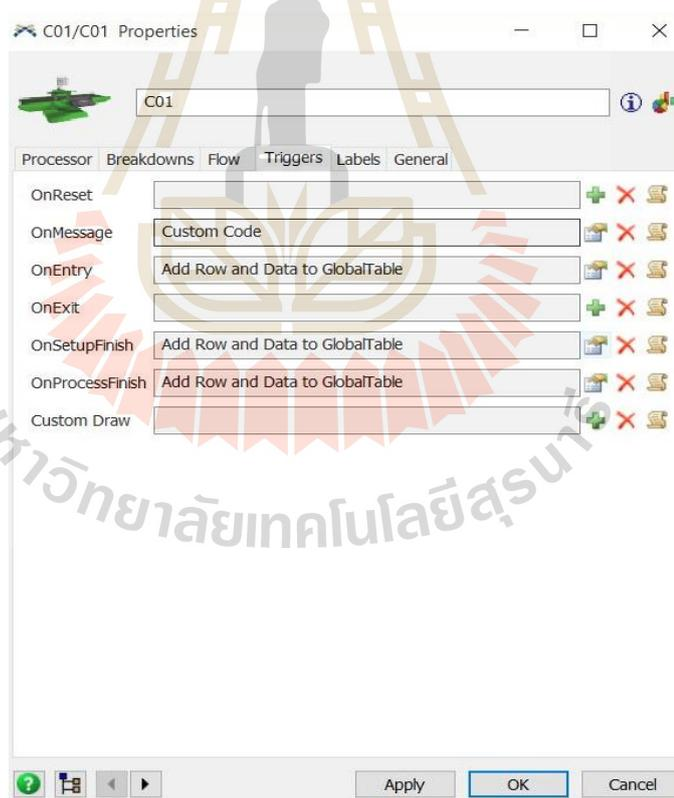 C01/C01 Properties
C01
Processor Breakdowns Flow Triggers Labels General
OnReset
OnMessage Custom Code
OnEntry Add Row and Data to GlobalTable
OnExit
OnSetupFinish Add Row and Data to GlobalTable
OnProcessFinish Add Row and Data to GlobalTable
Custom Draw
มหาวิทยาลัยเทคโนโลยีสุรนารี
Apply OK Cancel